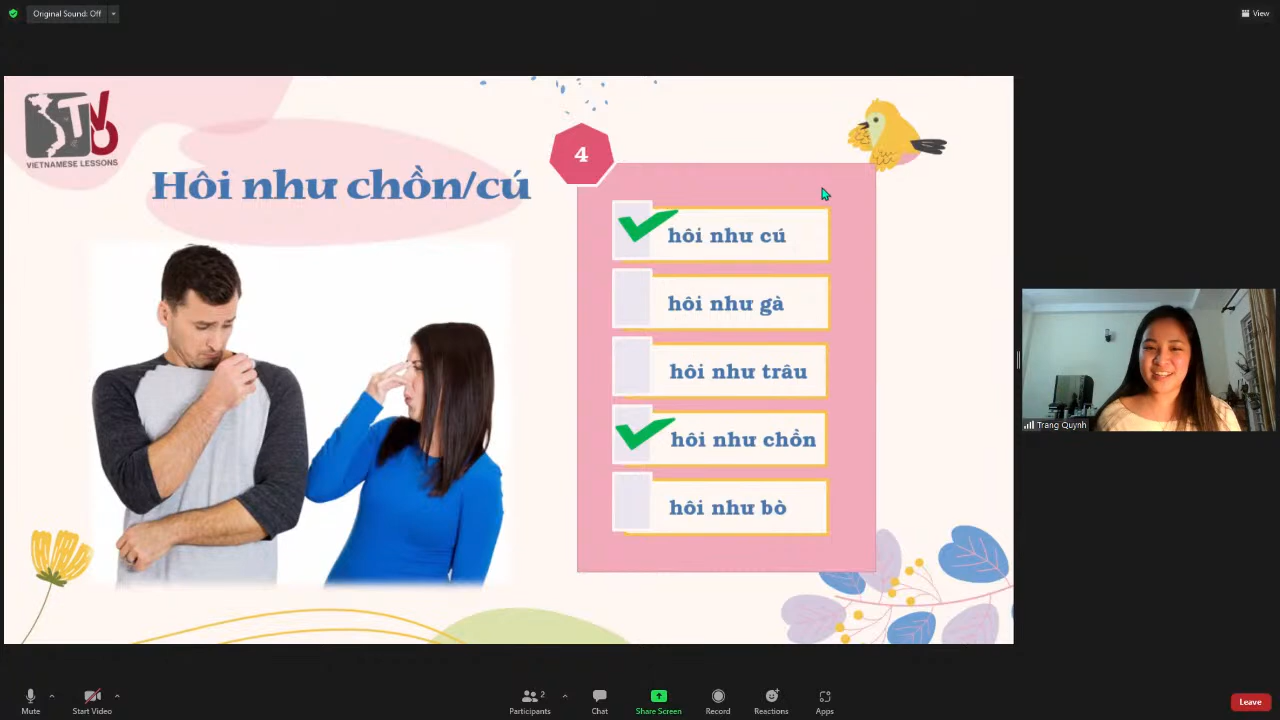 Original Sound: Off
View
TV
VIETNAMESE LESSONS
Hôi như chồn/cú
4
hôi như cú
hôi như gà
hôi như trâu
hôi như chồn
hôi như bò
Trang Quynh
Mute
Start Video
Participants
2
Chat
Share Screen
Record
Reactions
Apps
Leave